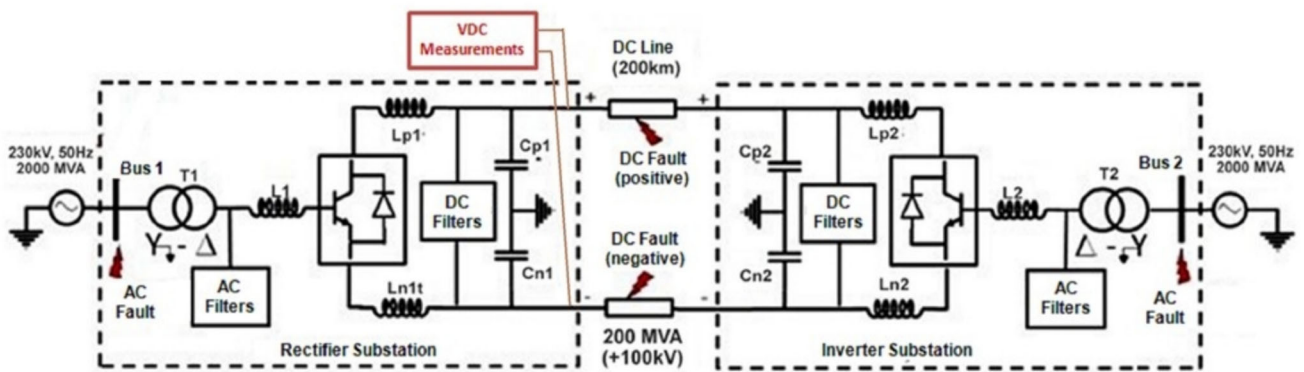 VDC
Measurements
DC Line
(200km)
+
+
Lp1
Lp2
230kV, 50Hz
2000 MVA
Bus 1
T1
L1
Cp1
DC Fault
(positive)
Cp2
Bus 2
230kV, 50Hz
2000 MVA
T2
L2
DC
Filters
DC
Filters
Y - Δ
Δ - Y
DC Fault
(negative)
AC
Fault
AC
Filters
Cn1
Cn2
AC
Filters
AC
Fault
Ln1t
Ln2
-
-
200 MVA
(+100kV)
Rectifier Substation
Inverter Substation